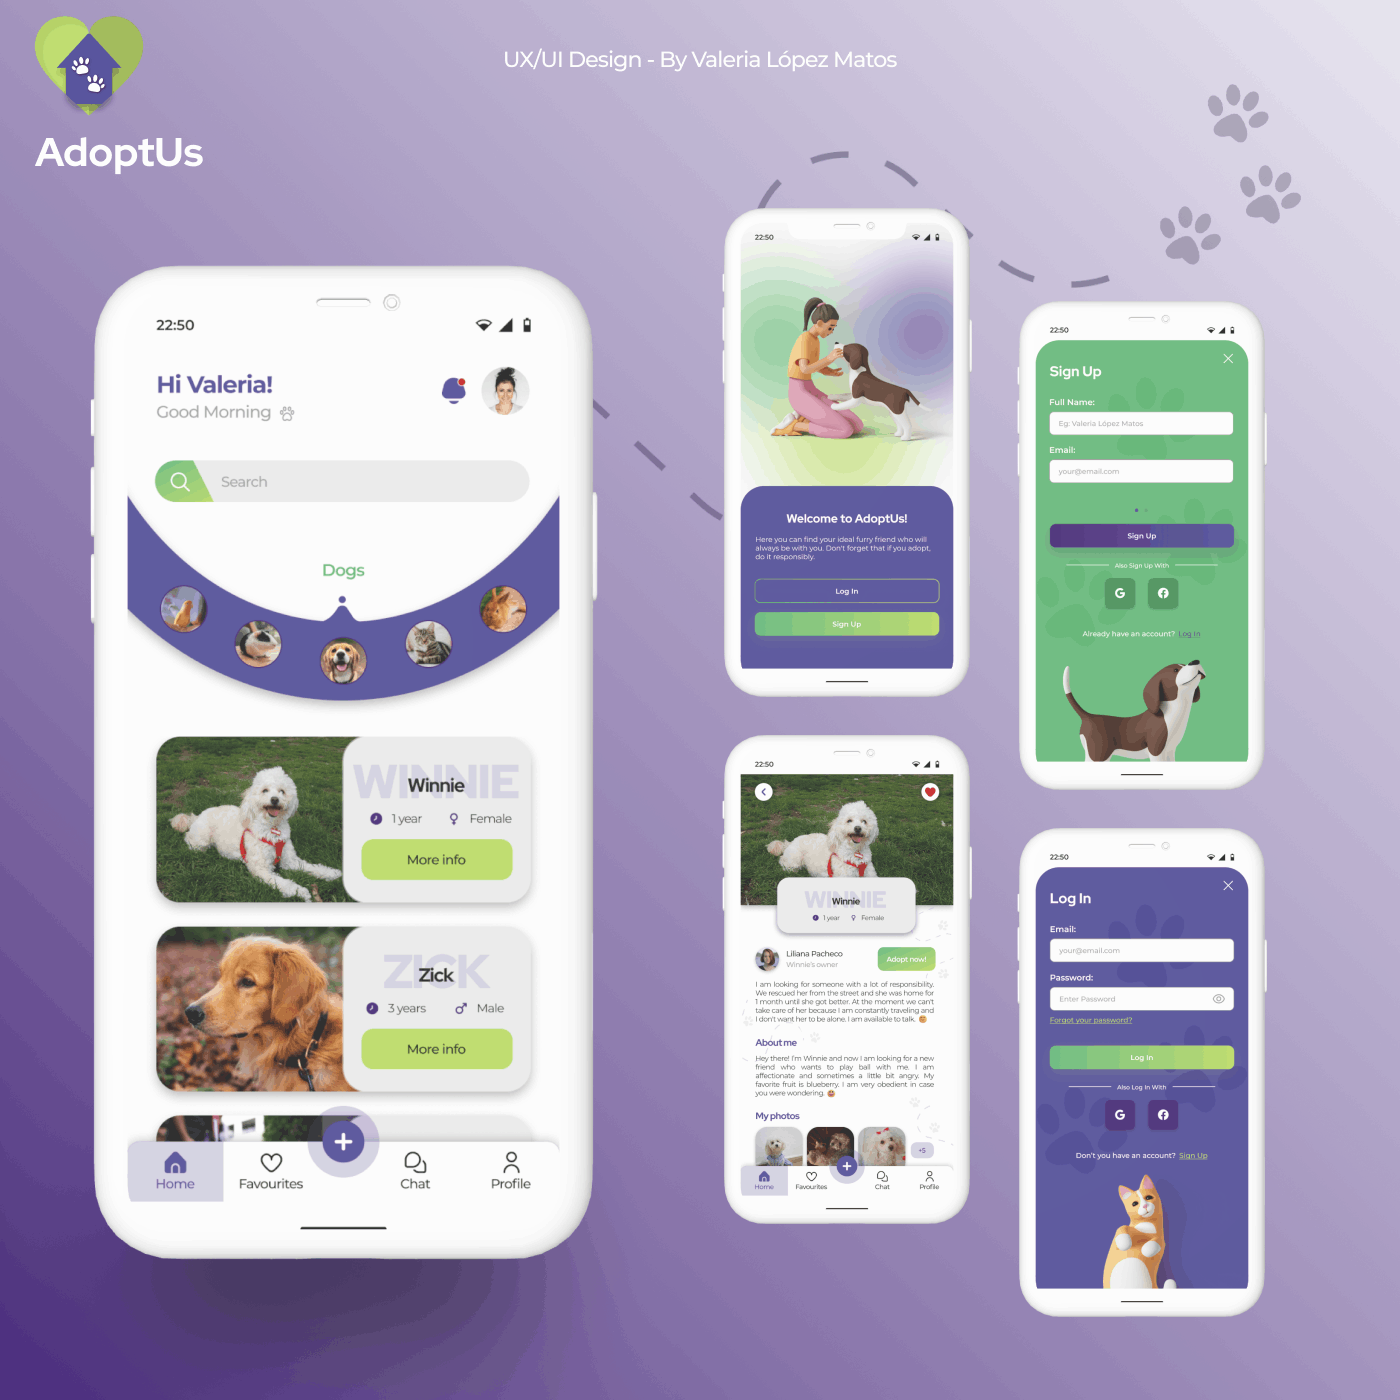 UX/UI Design - By Valeria López Matos
AdoptUs
22:50
Hi Valeria!
Good Morning
Search
Dogs
WINNIE
Winnie
1 year
Female
More info
ZICK
Zick
3 years
Male
More info
Home
Favourites
Chat
Profile
22:50
Welcome to AdoptUs!
Here you can find your ideal furry friend who will
always be with you. Don't forget that if you adopt,
do it responsibly.
Log In
Sign Up
22:50
Sign Up
Full Name:
Eg: Valeria López Matos
Email:
your@email.com
Sign Up
Also Sign Up With
G
Already have an account? Log In
22:50
WINNIE
Winnie
1 year
Female
Liliana Pacheco
Winnie's owner
Adopt now!
I am looking for someone with a lot of responsibility.
We rescued her from the street and she was home for
1 month until she got better. At the moment we can't
take care of her because I am constantly traveling and
I don't want her to be alone. I am available to talk.
About me
Hey there! I'm Winnie and now I am looking for a new
friend who wants to play ball with me. I am
affectionate and sometimes a little bit angry. My
favorite fruit is blueberry. I am very obedient in case
you were wondering.
My photos
+5
Home
Favourites
Chat
Profile
22:50
Log In
Email:
your@email.com
Password:
Enter Password
Forgot your password?
Log In
Also Log In With
G
Don't you have an account? Sign Up